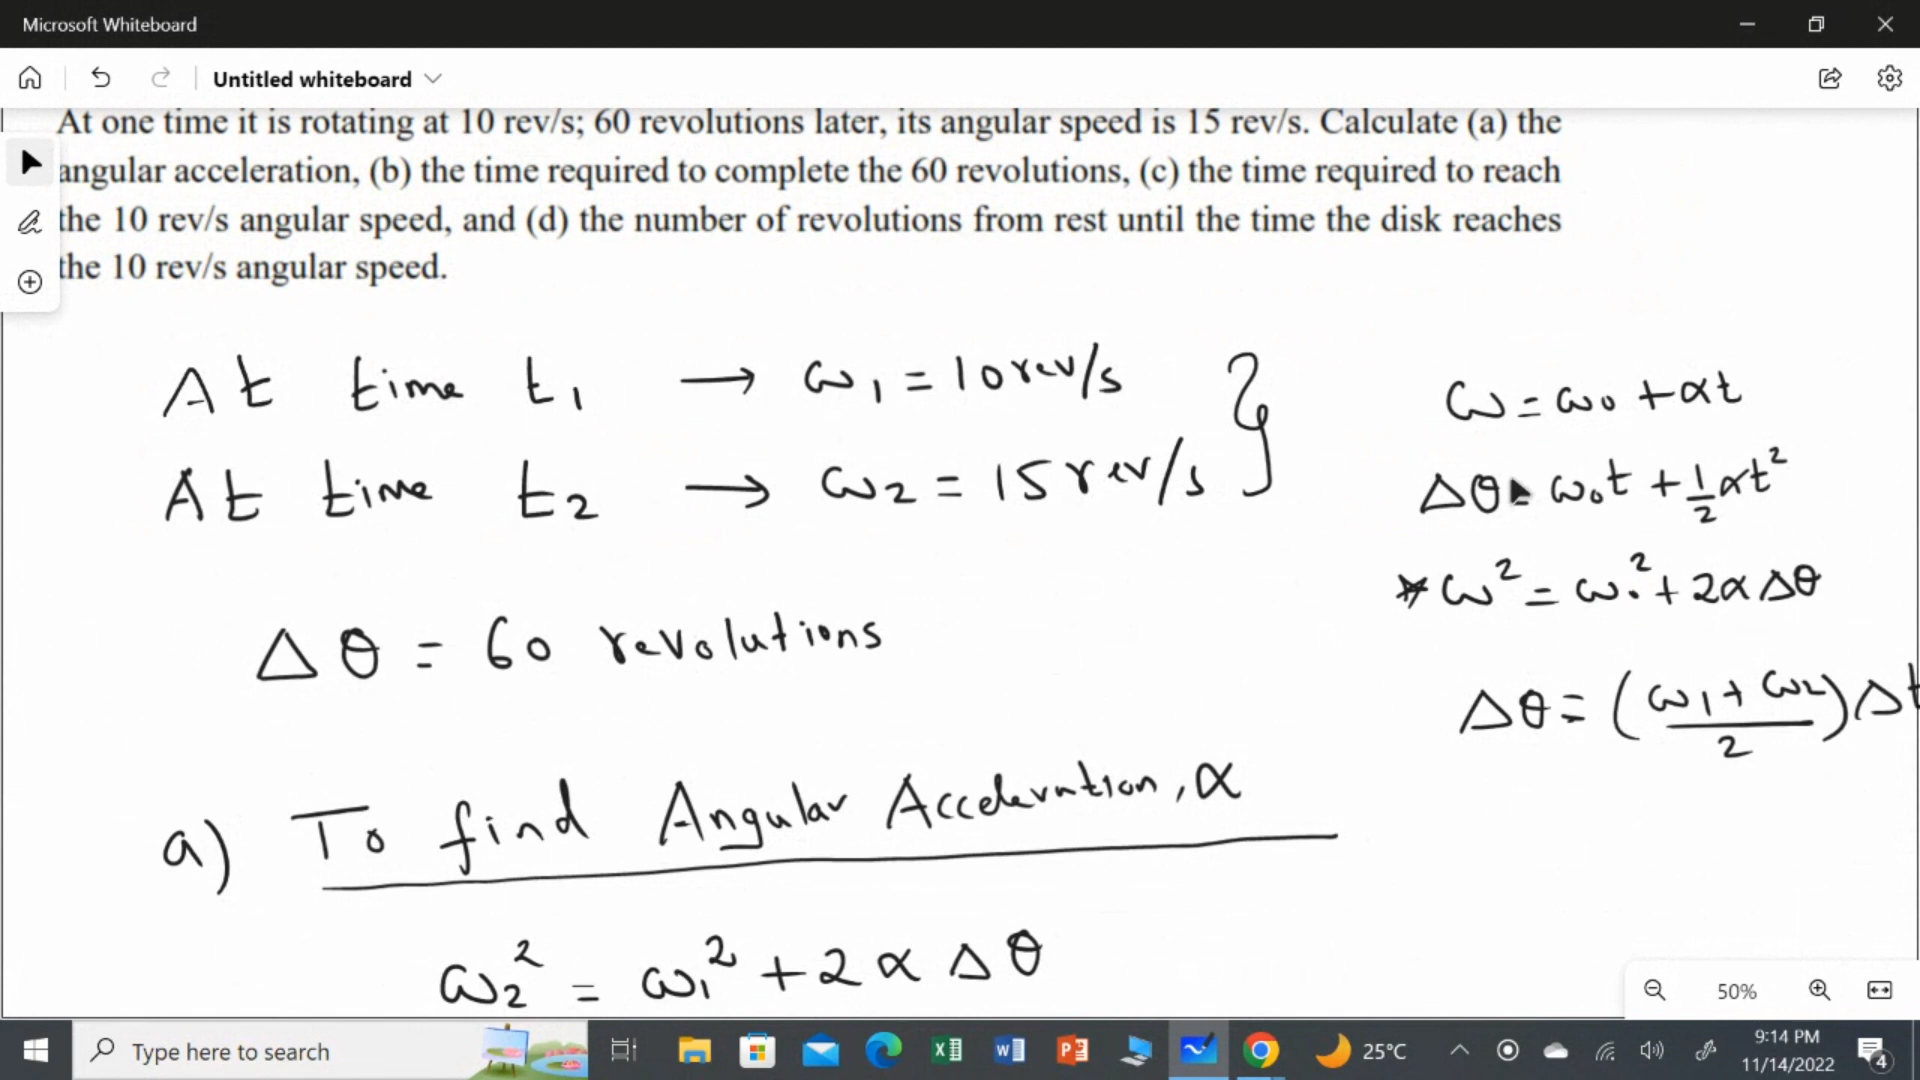 Microsoft Whiteboard
Untitled whiteboard
At one time it is rotating at 10 rev/s; 60 revolutions later, its angular speed is 15 rev/s. Calculate (a) the
angular acceleration, (b) the time required to complete the 60 revolutions, (c) the time required to reach
the 10 rev/s angular speed, and (d) the number of revolutions from rest until the time the disk reaches
the 10 rev/s angular speed.
At time t₁ → ω₁ = 10 rev/s
At time t₂ → ω₂ = 15 rev/s
Δθ = 60 revolutions
ω = ω₀ + αt
Δθ = ω₀t + ½αt²
* ω² = ω₀² + 2αΔθ
Δθ = (ω₁ + ω₂ / 2) Δt
a) To find Angular Acceleration, α
ω₂² = ω₁² + 2αΔθ
50%
Type here to search
25°C
9:14 PM
11/14/2022
4